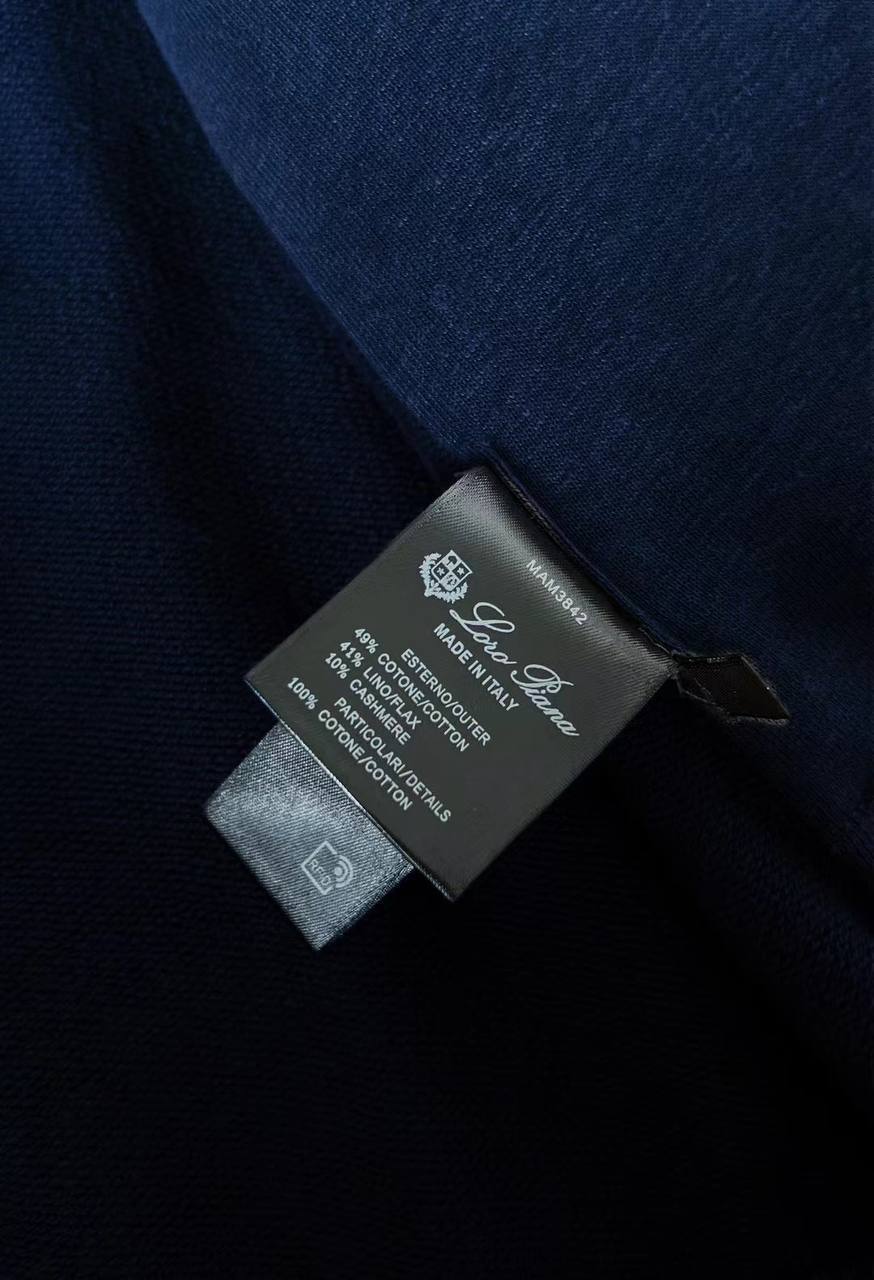 MAM3842
Loro Piana
MADE IN ITALY
ESTERNO/OUTER
49% COTONE/COTTON
41% LINO/FLAX
10% CASHMERE
PARTICOLARI/DETAILS
100% COTONE/COTTON
RFID